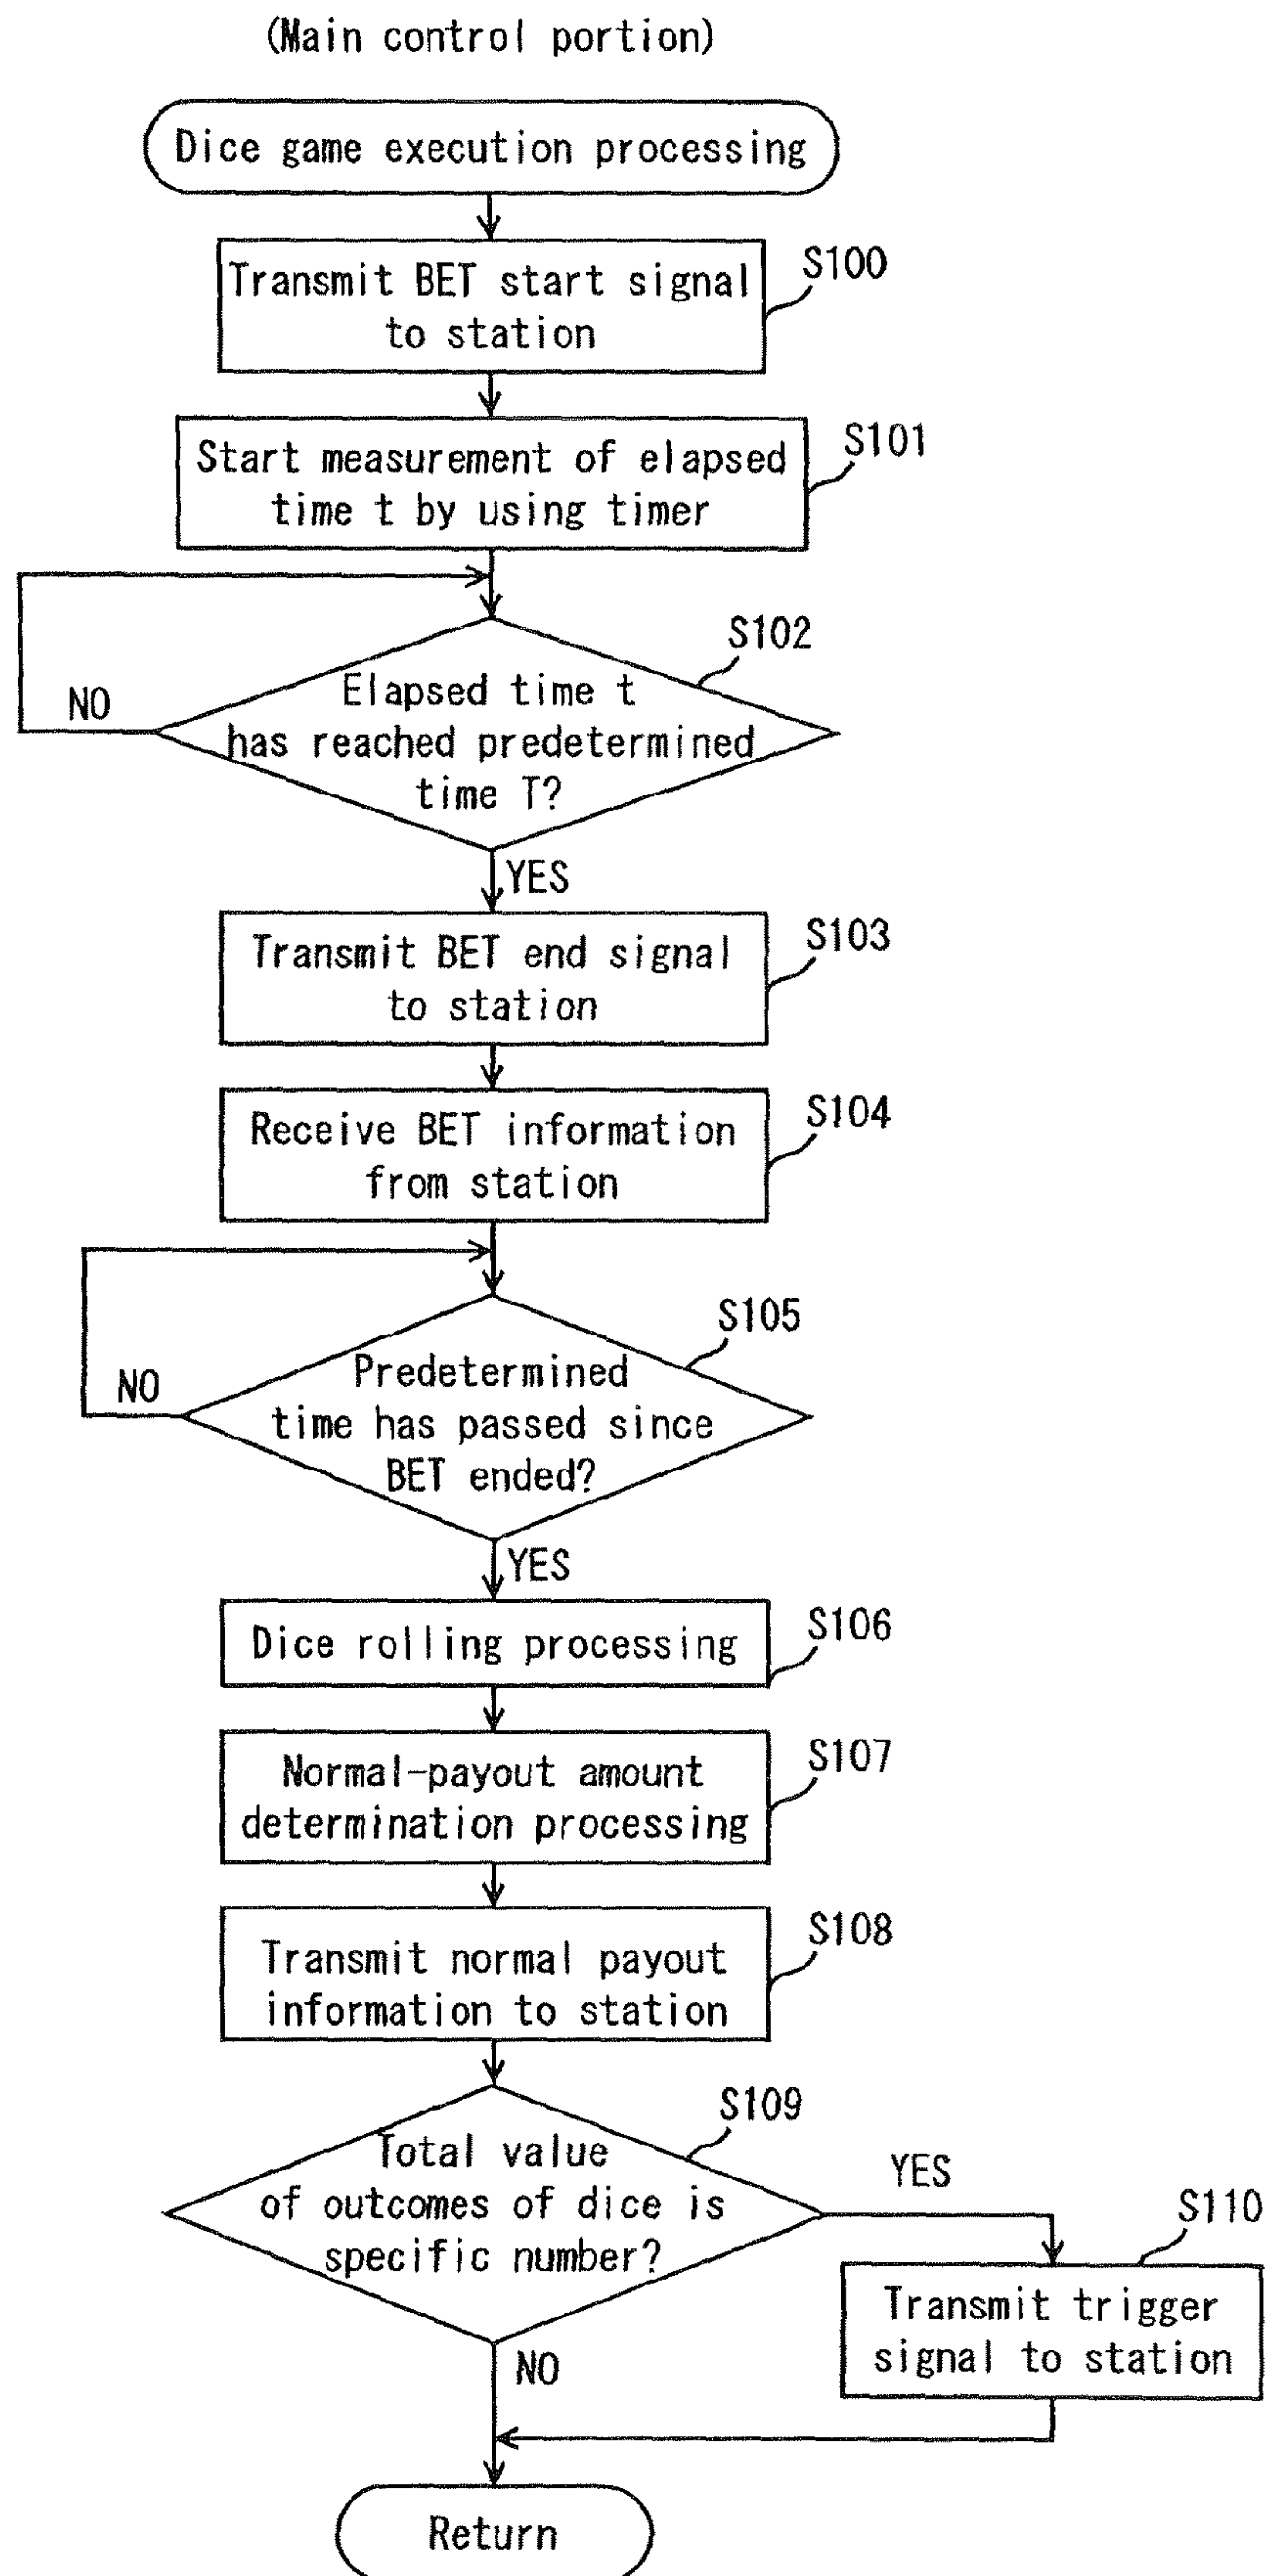 (Main control portion)
Dice game execution processing
S100
Transmit BET start signal
to station
S101
Start measurement of elapsed
time t by using timer
S102
Elapsed time t
has reached predetermined
time T?
NO
YES
S103
Transmit BET end signal
to station
S104
Receive BET information
from station
S105
Predetermined
time has passed since
BET ended?
NO
YES
S106
Dice rolling processing
S107
Normal-payout amount
determination processing
S108
Transmit normal payout
information to station
S109
Total value
of outcomes of dice is
specific number?
YES
S110
Transmit trigger
signal to station
NO
Return